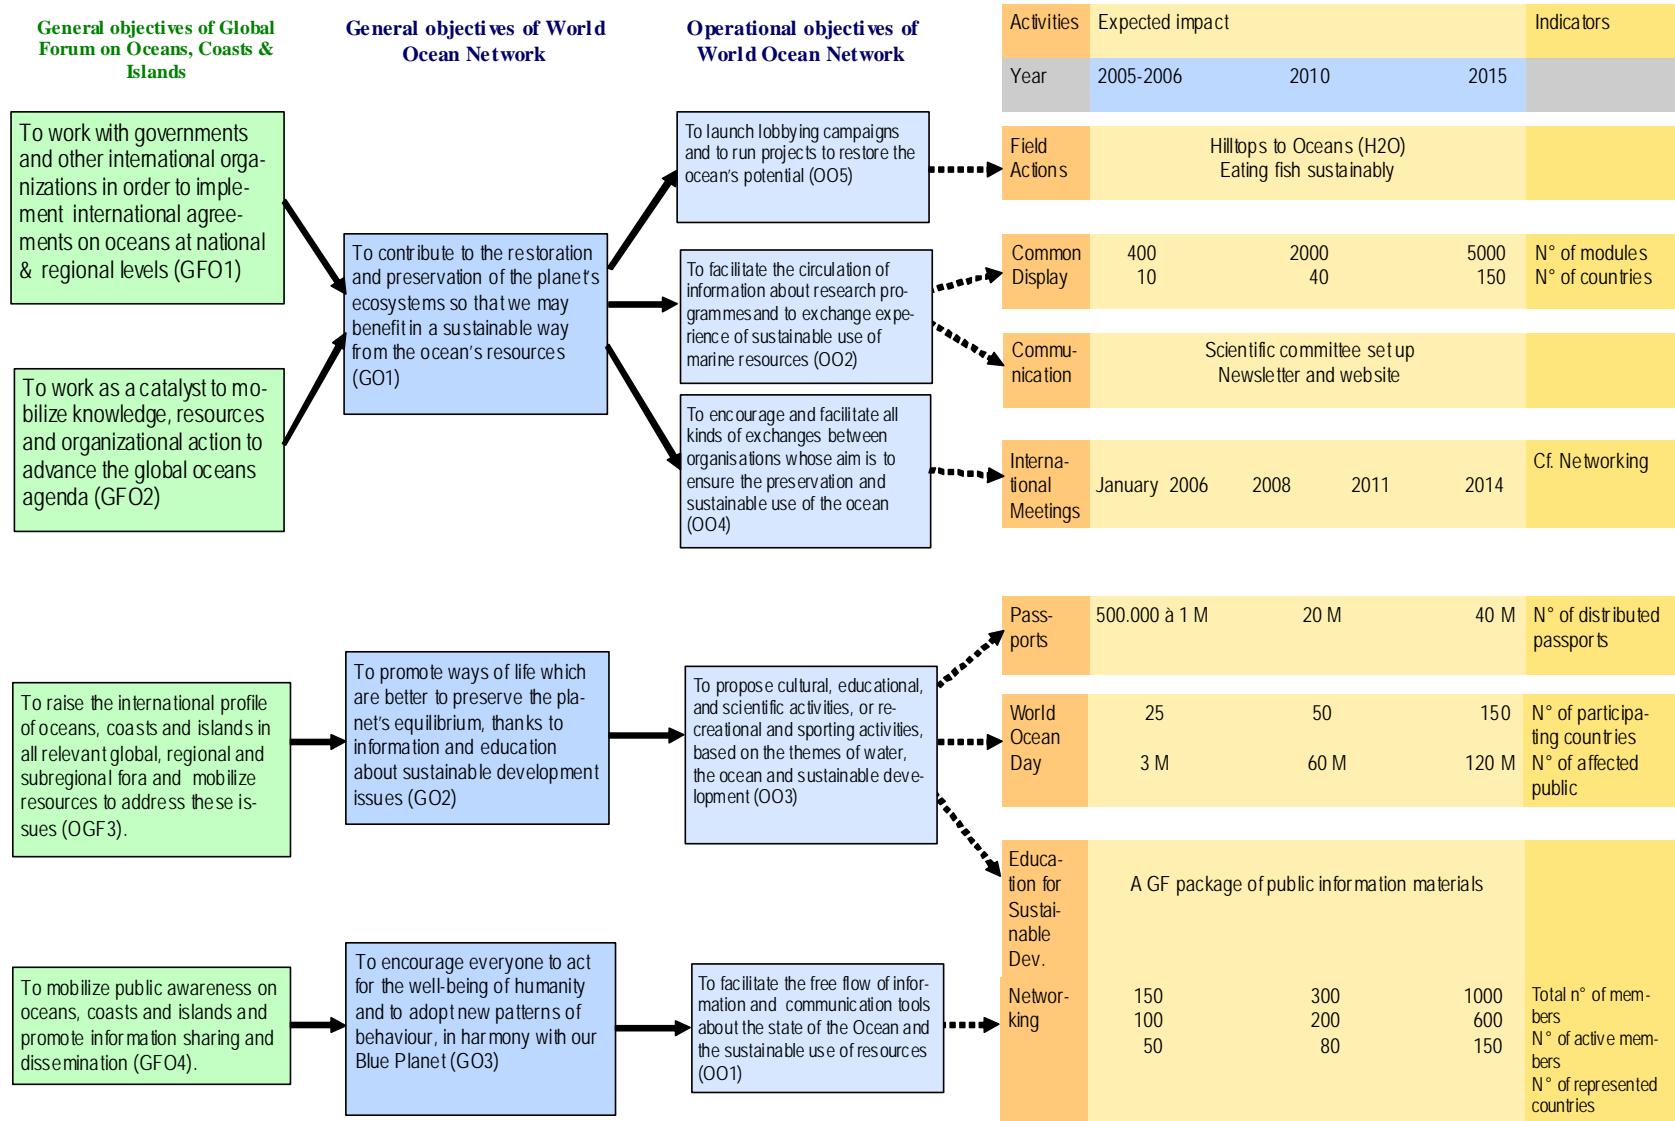 General objectives of Global
Forum on Oceans, Coasts &
Islands
General objectives of World
Ocean Network
Operational objectives of
World Ocean Network
Activities
Expected impact
Indicators
Year
2005-2006
2010
2015
To work with governments
and other international orga-
nizations in order to imple-
ment international agree-
ments on oceans at national
& regional levels (GFO1)
To work as a catalyst to mo-
bilize knowledge, resources
and organizational action to
advance the global oceans
agenda (GFO2)
To contribute to the restoration
and preservation of the planet's
ecosystems so that we may
benefit in a sustainable way
from the ocean's resources
(GO1)
To launch lobbying campaigns
and to run projects to restore the
ocean's potential (OO5)
To facilitate the circulation of
information about research pro-
grammesand to exchange expe-
rience of sustainable use of
marine resources (OO2)
To encourage and facilitate all
kinds of exchanges between
organisations whose aim is to
ensure the preservation and
sustainable use of the ocean
(OO4)
Field
Actions
Hilltops to Oceans (H2O)
Eating fish sustainably
Common
Display
400 2000 5000 N° of modules
10 40 150 N° of countries
Commu-
nication
Scientific committee set up
Newsletter and website
Interna-
tional
Meetings
January 2006 2008 2011 2014
Cf. Networking
To raise the international profile
of oceans, coasts and islands in
all relevant global, regional and
subregional fora and mobilize
resources to address these is-
sues (OGF3).
To promote ways of life which
are better to preserve the pla-
net's equilibrium, thanks to
information and education
about sustainable development
issues (GO2)
To propose cultural, educational,
and scientific activities, or re-
creational and sporting activities,
based on the themes of water,
the ocean and sustainable deve-
lopment (OO3)
Pass-
ports
500.000 à 1 M 20 M 40 M
N° of distributed
passports
World
Ocean
Day
25 50 150
N° of participa-
ting countries
3 M 60 M 120 M
N° of affected
public
Educa-
tion for
Sustai-
nable
Dev.
A GF package of public information materials
To mobilize public awareness on
oceans, coasts and islands and
promote information sharing and
dissemination (GFO4).
To encourage everyone to act
for the well-being of humanity
and to adopt new patterns of
behaviour, in harmony with our
Blue Planet (GO3)
To facilitate the free flow of infor-
mation and communication tools
about the state of the Ocean and
the sustainable use of resources
(OO1)
Networ-
king
150 300 1000
100 200 600
50 80 150
Total n° of mem-
bers
N° of active mem-
bers
N° of represented
countries